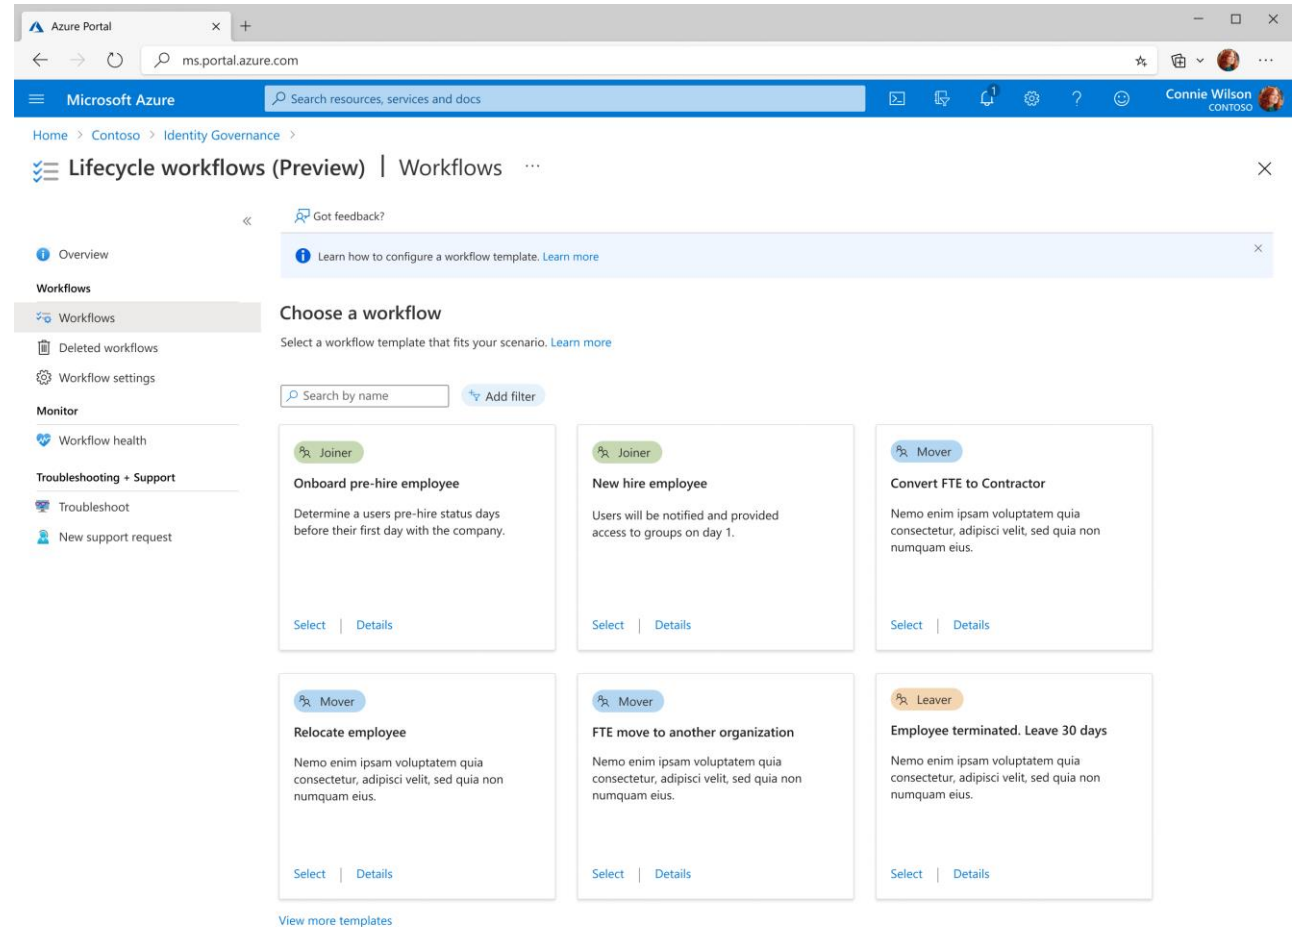 Azure Portal
ms.portal.azure.com
Microsoft Azure
Search resources, services and docs
1
Connie Wilson
CONTOSO
Home > Contoso > Identity Governance >
Lifecycle workflows (Preview) | Workflows ...
Got feedback?
Learn how to configure a workflow template. Learn more
Overview
Workflows
Workflows
Deleted workflows
Workflow settings
Monitor
Workflow health
Troubleshooting + Support
Troubleshoot
New support request
Choose a workflow
Select a workflow template that fits your scenario. Learn more
Search by name
Add filter
Joiner
Onboard pre-hire employee
Determine a users pre-hire status days
before their first day with the company.
Select | Details
Joiner
New hire employee
Users will be notified and provided
access to groups on day 1.
Select | Details
Mover
Convert FTE to Contractor
Nemo enim ipsam voluptatem quia
consectetur, adipisci velit, sed quia non
numquam eius.
Select | Details
Mover
Relocate employee
Nemo enim ipsam voluptatem quia
consectetur, adipisci velit, sed quia non
numquam eius.
Select | Details
Mover
FTE move to another organization
Nemo enim ipsam voluptatem quia
consectetur, adipisci velit, sed quia non
numquam eius.
Select | Details
Leaver
Employee terminated. Leave 30 days
Nemo enim ipsam voluptatem quia
consectetur, adipisci velit, sed quia non
numquam eius.
Select | Details
View more templates